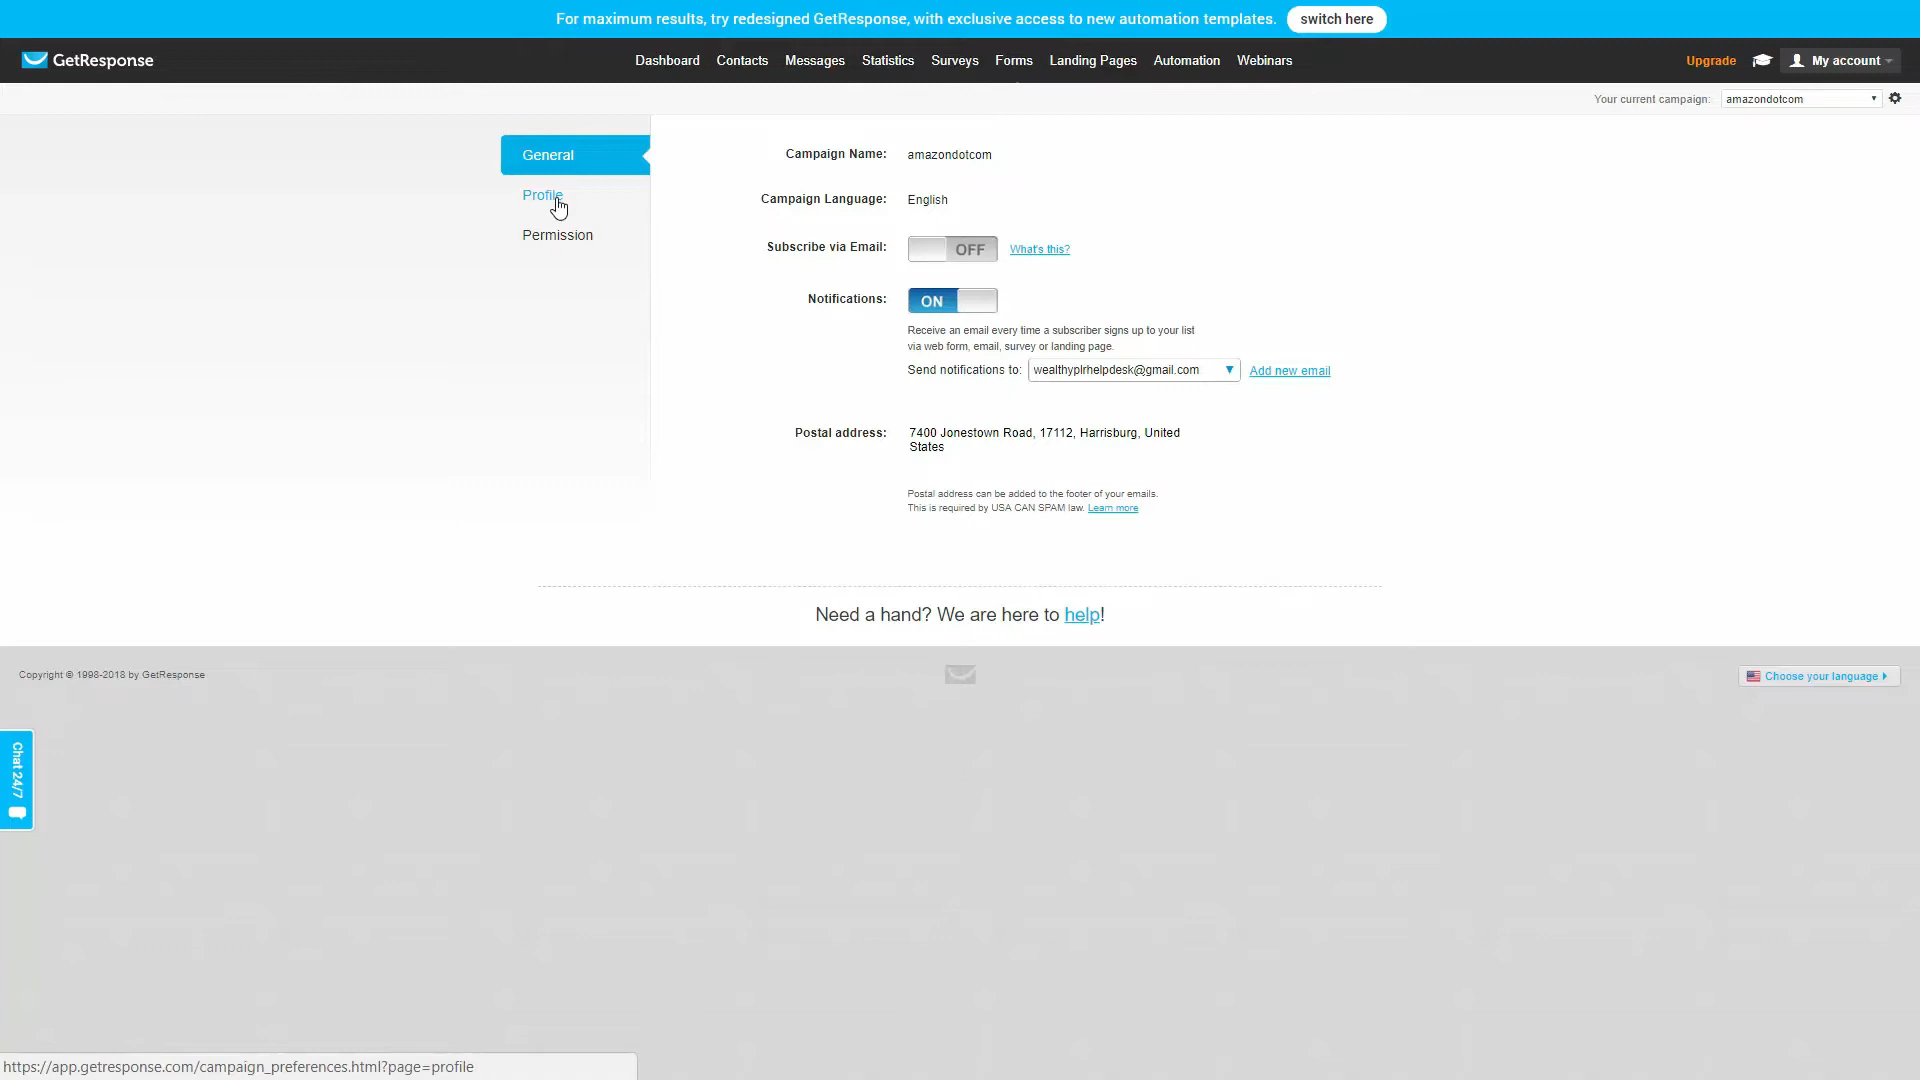 For maximum results, try redesigned GetResponse, with exclusive access to new automation templates. switch here
GetResponse Dashboard Contacts Messages Statistics Surveys Forms Landing Pages Automation Webinars Upgrade My account
Your current campaign: amazondotcom
General
Profile
Permission
Campaign Name: amazondotcom
Campaign Language: English
Subscribe via Email: OFF What's this?
Notifications: ON
Receive an email every time a subscriber signs up to your list
via web form, email, survey or landing page.
Send notifications to: wealthyplrhelpdesk@gmail.com Add new email
Postal address: 7400 Jonestown Road, 17112, Harrisburg, United
States
Postal address can be added to the footer of your emails.
This is required by USA CAN SPAM law. Learn more
Need a hand? We are here to help!
Copyright © 1998-2018 by GetResponse
Choose your language
Chat 24/7
https://app.getresponse.com/campaign_preferences.html?page=profile